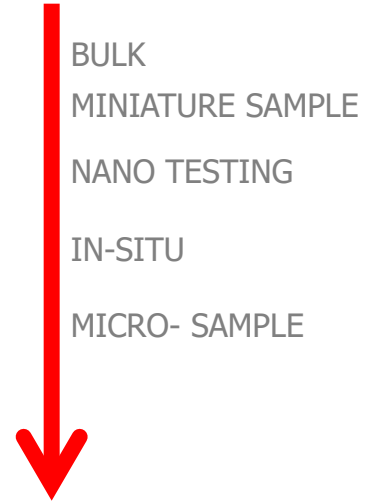 BULK
MINIATURE SAMPLE
NANO TESTING
IN-SITU
MICRO- SAMPLE